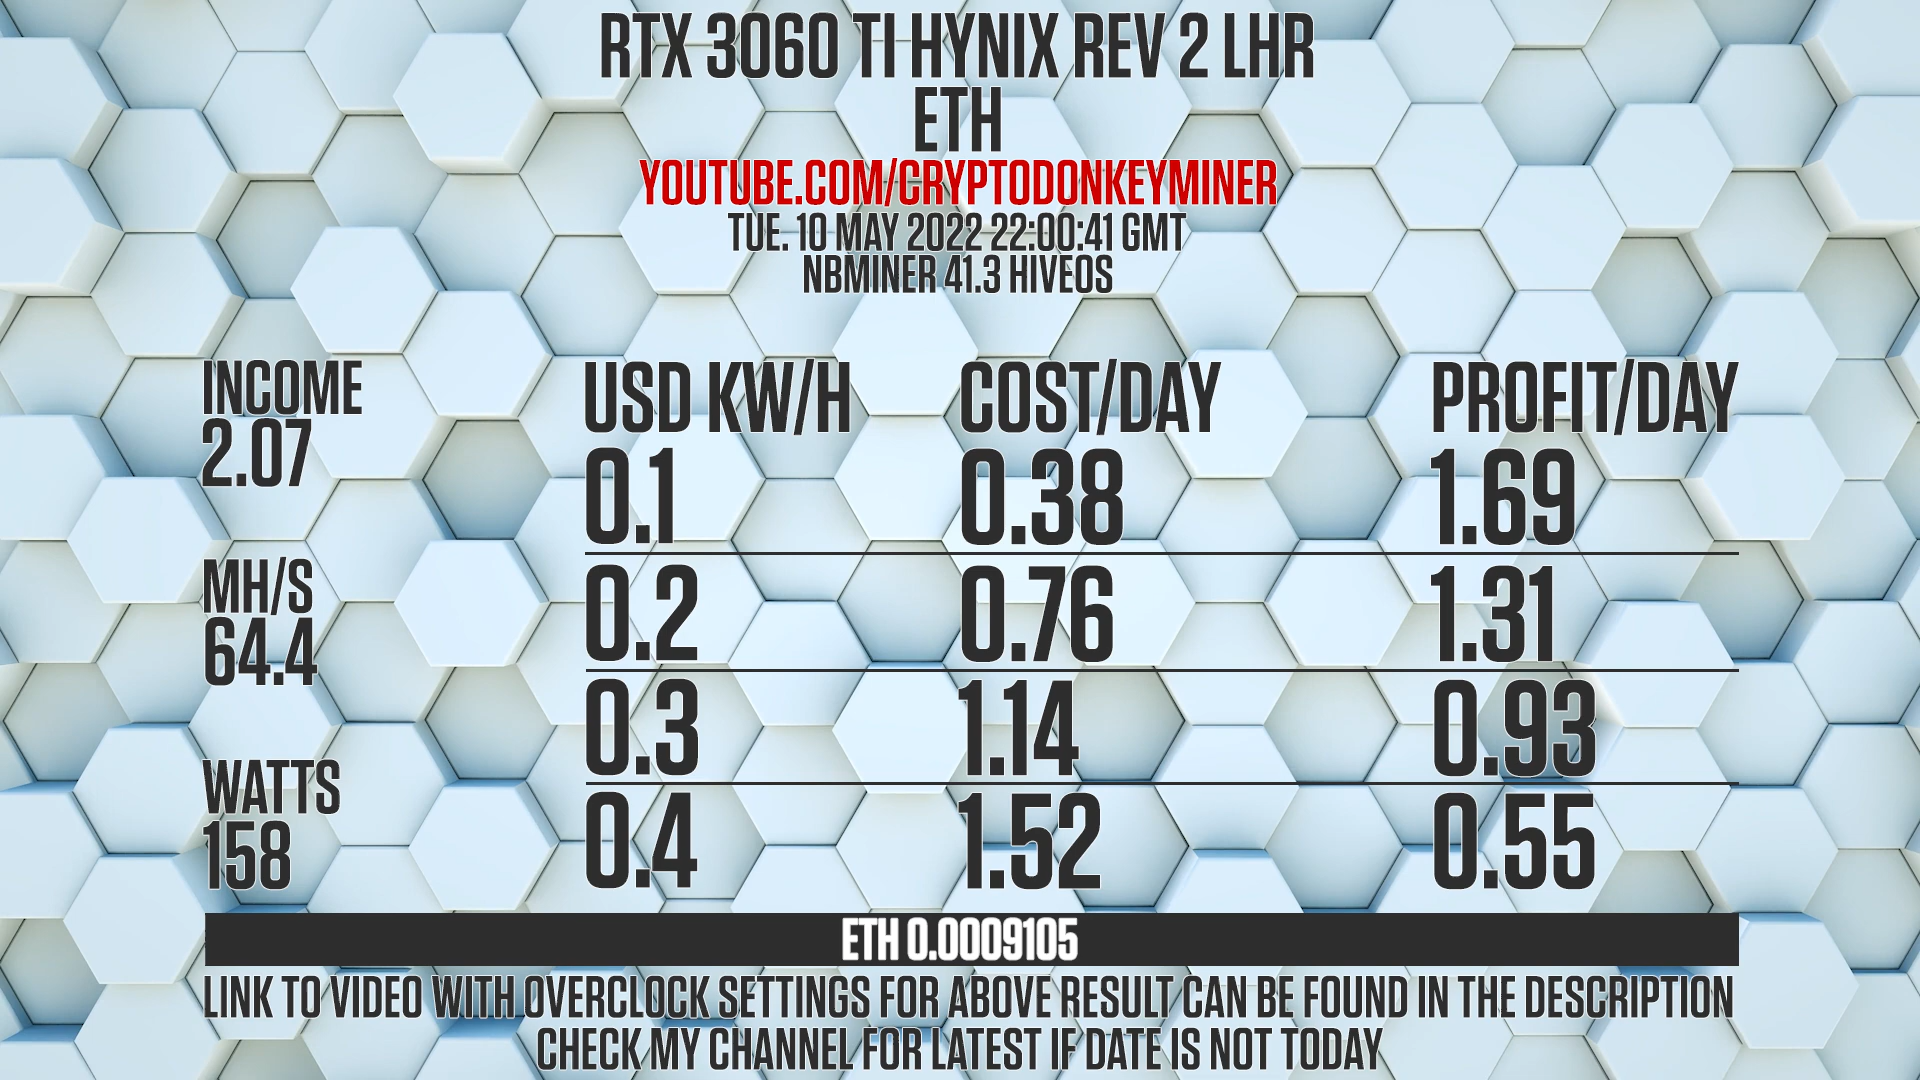 RTX 3060 TI HYNIX REV 2 LHR
ETH
YOUTUBE.COM/CRYPTODONKEYMINER
TUE. 10 MAY 2022 22:00:41 GMT
NBMINER 41.3 HIVEOS
INCOME
2.07
MH/S
64.4
WATTS
158
USD KW/H COST/DAY PROFIT/DAY
0.1 0.38 1.69
0.2 0.76 1.31
0.3 1.14 0.93
0.4 1.52 0.55
ETH 0.0009105
LINK TO VIDEO WITH OVERCLOCK SETTINGS FOR ABOVE RESULT CAN BE FOUND IN THE DESCRIPTION
CHECK MY CHANNEL FOR LATEST IF DATE IS NOT TODAY